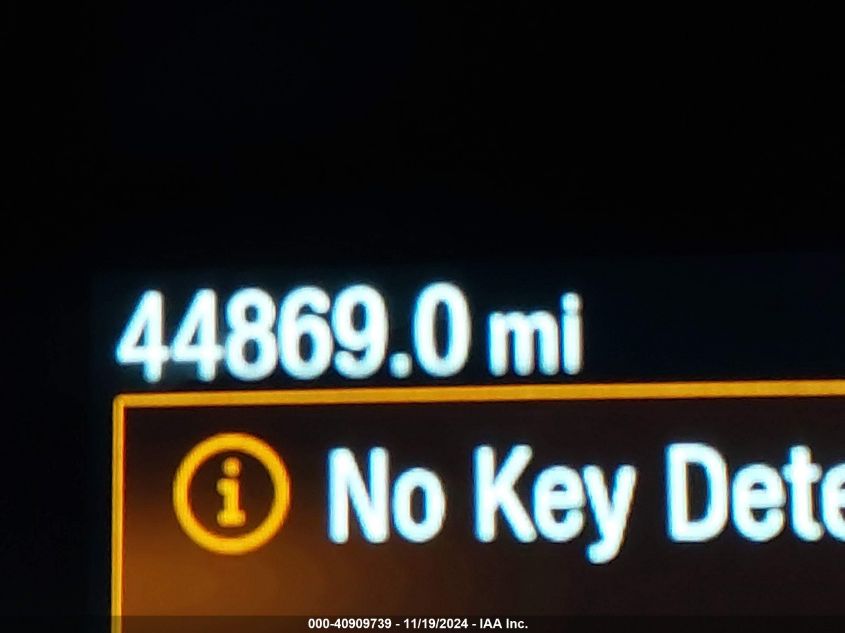 44869.0 mi
No Key Dete
000-40909739 - 11/19/2024 - IAA Inc.